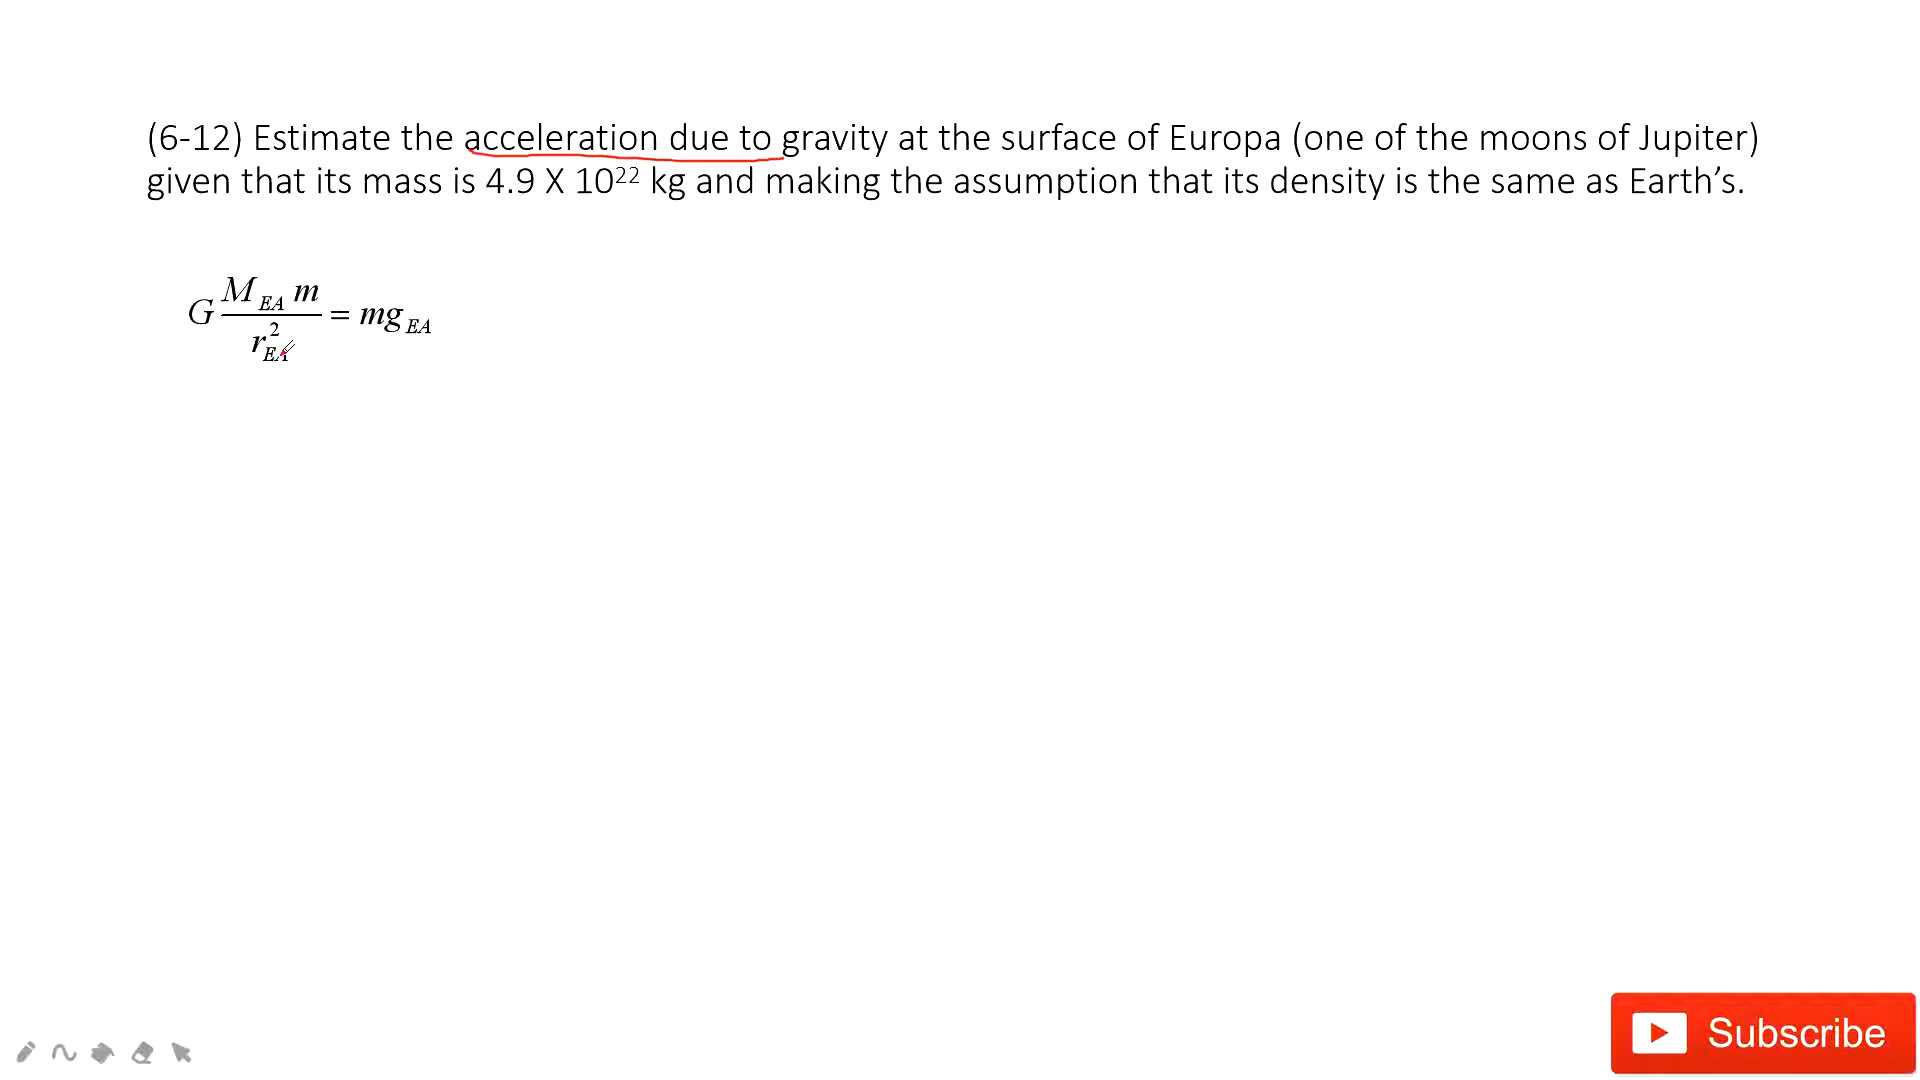 (6-12) Estimate the acceleration due to gravity at the surface of Europa (one of the moons of Jupiter)
given that its mass is 4.9 X 10²² kg and making the assumption that its density is the same as Earth’s.
G M_EA m / r²_EA = mg_EA
Subscribe